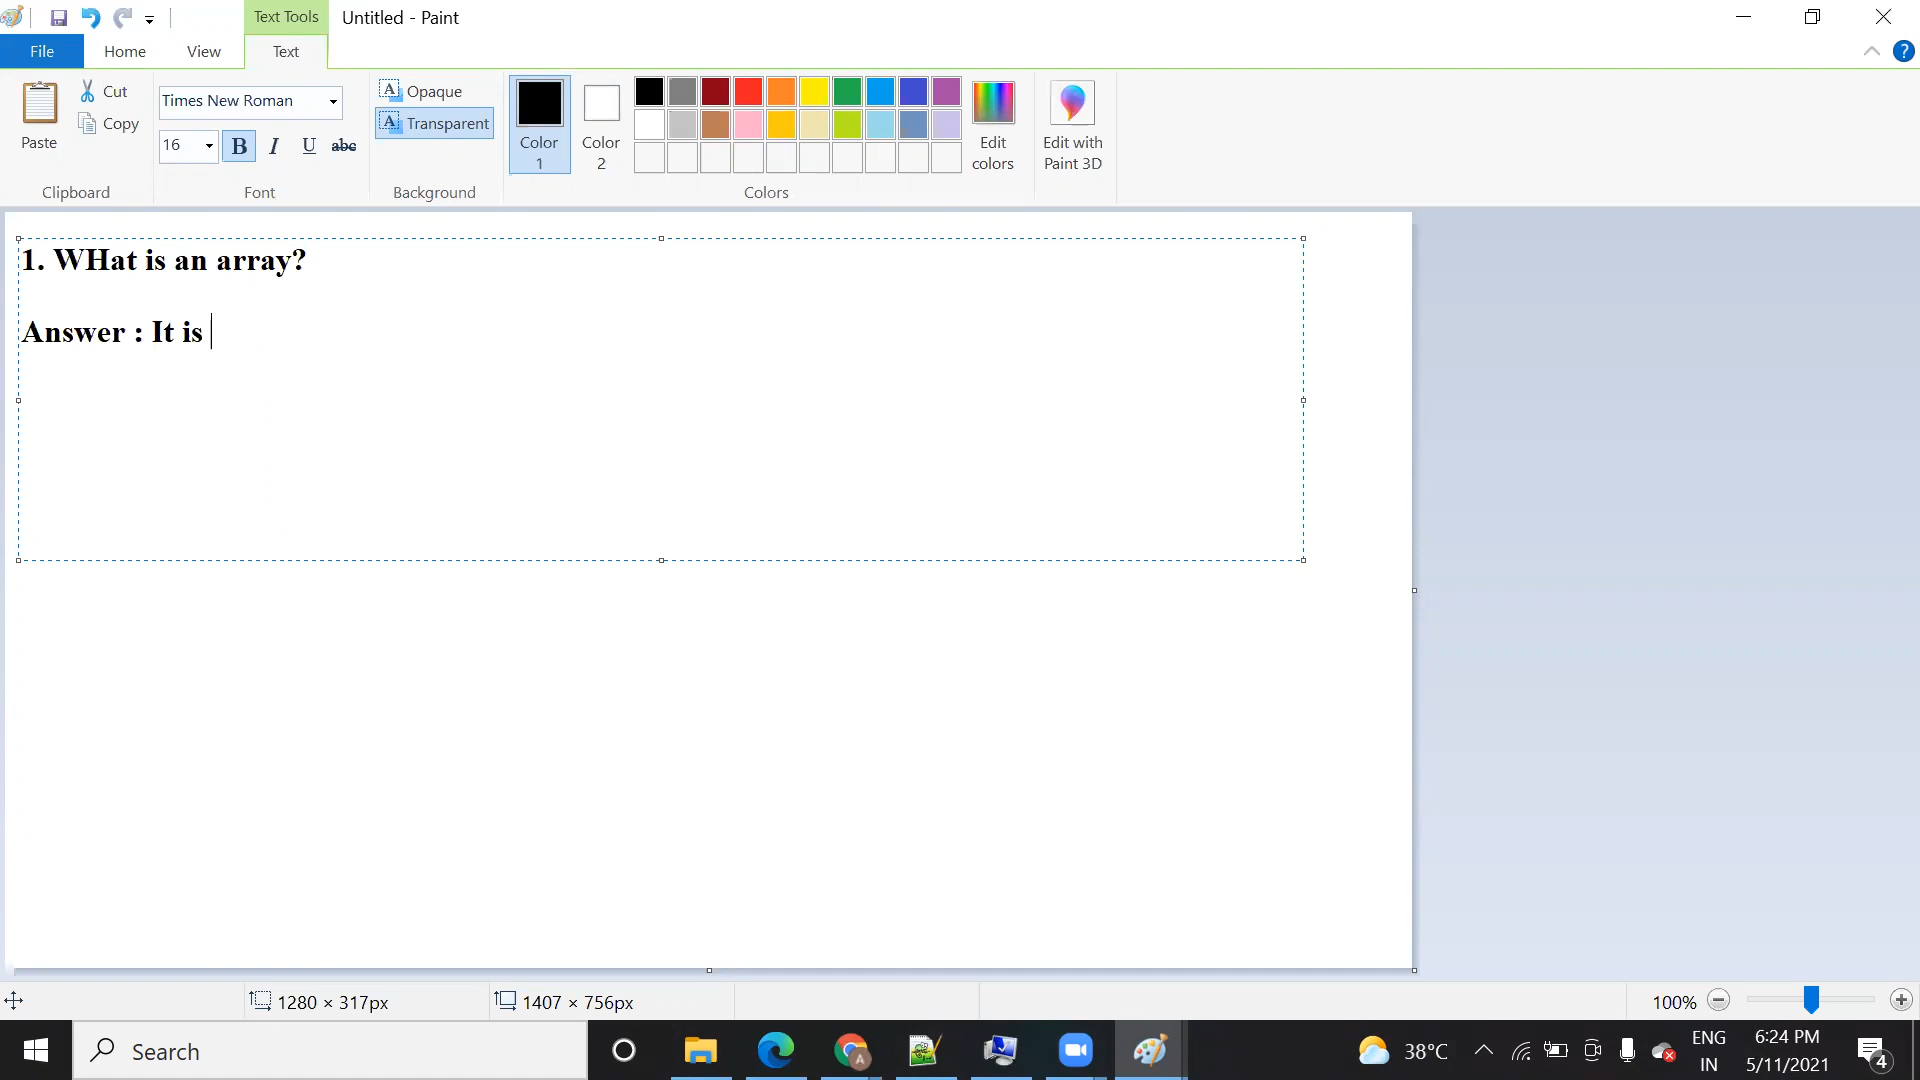 Text Tools
Untitled - Paint
File
Home
View
Text
Paste
Cut
Copy
Clipboard
Times New Roman
16
B
I
U
abc
Font
A Opaque
A Transparent
Background
Color 1
Color 2
Colors
Edit colors
Edit with Paint 3D
1. WHat is an array?
Answer : It is
1280 × 317px
1407 × 756px
100%
Search
38°C
ENG
IN
6:24 PM
5/11/2021
4